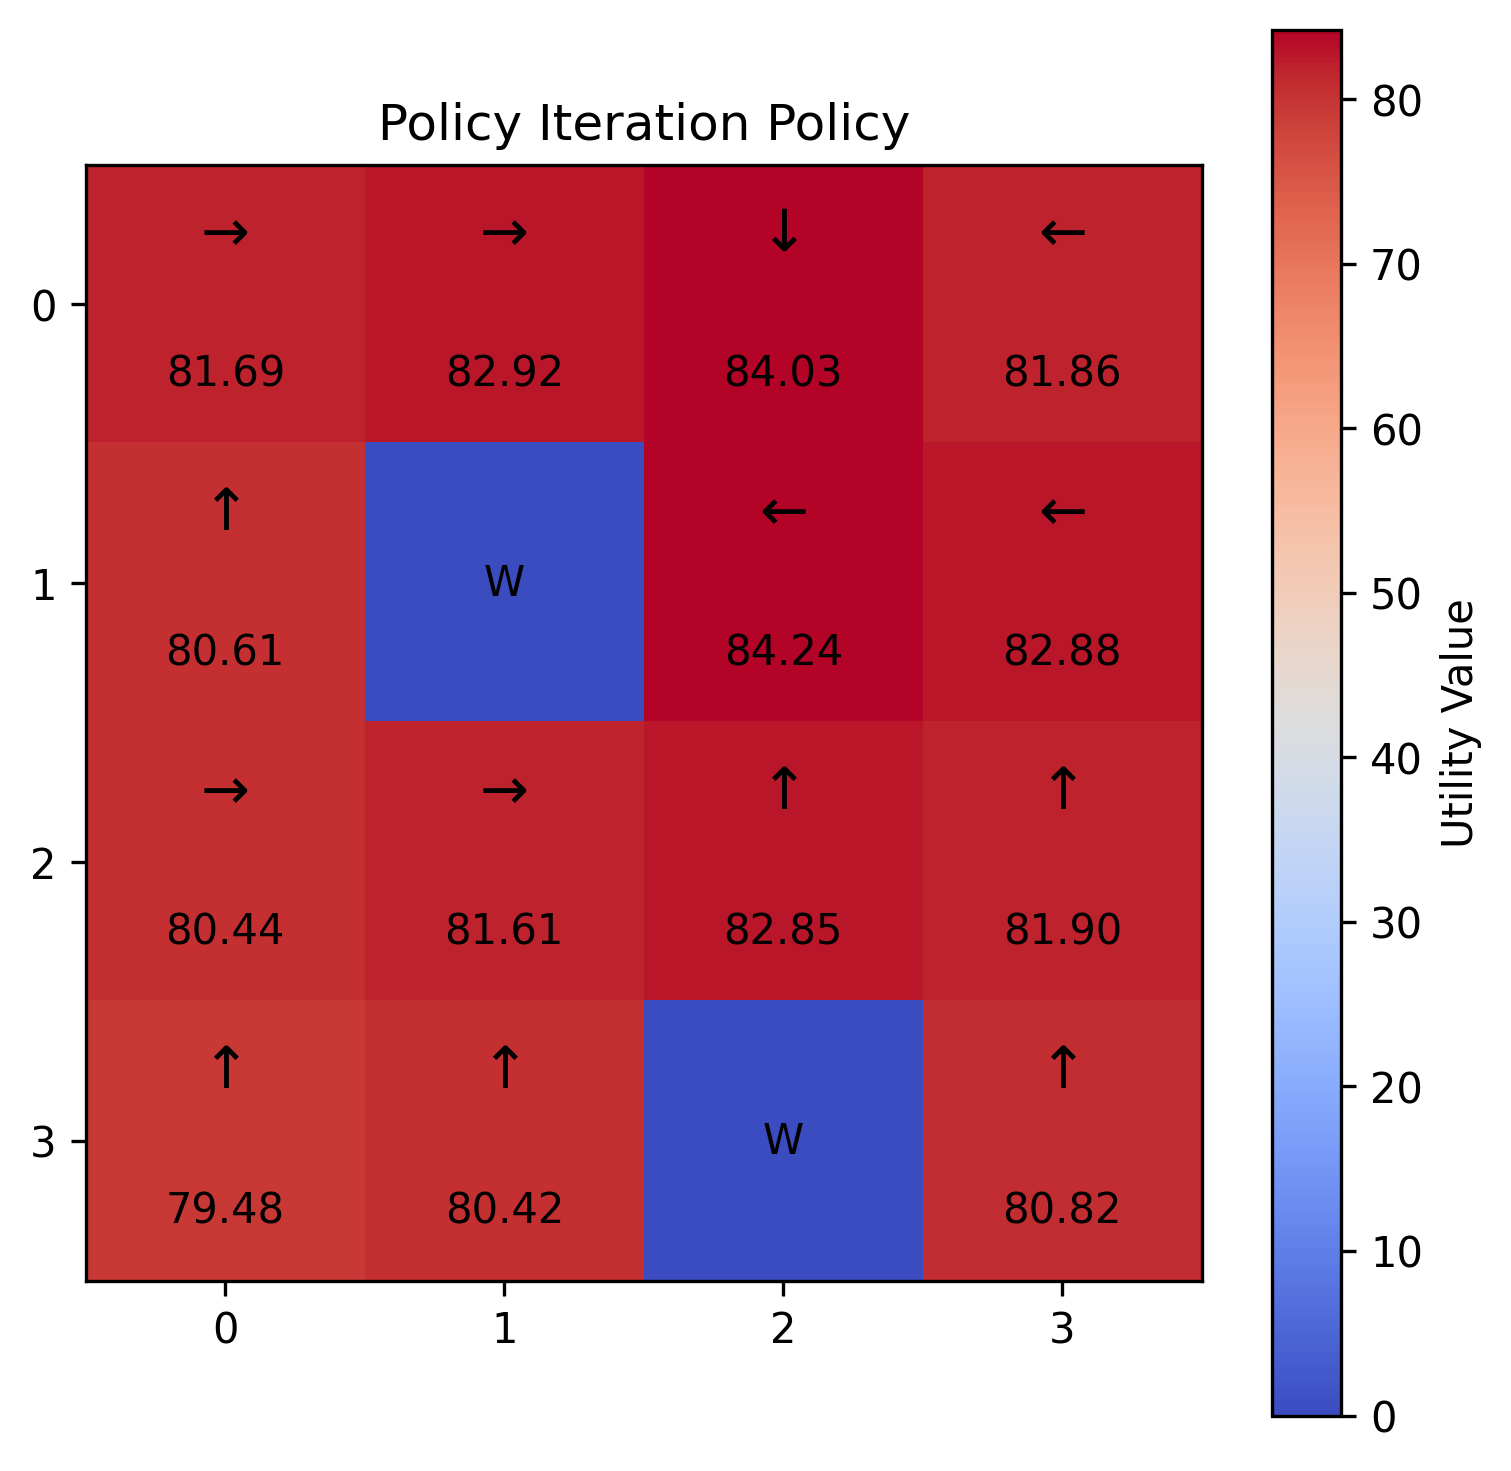 Policy Iteration Policy
→ → ↓ ←
0
81.69 82.92 84.03 81.86
↑ ← ←
1 W
80.61 84.24 82.88
→ → ↑ ↑
2
80.44 81.61 82.85 81.90
↑ ↑ ↑
3 W
79.48 80.42 80.82
0 1 2 3
80
70
60
50
40
30
20
10
0
Utility Value